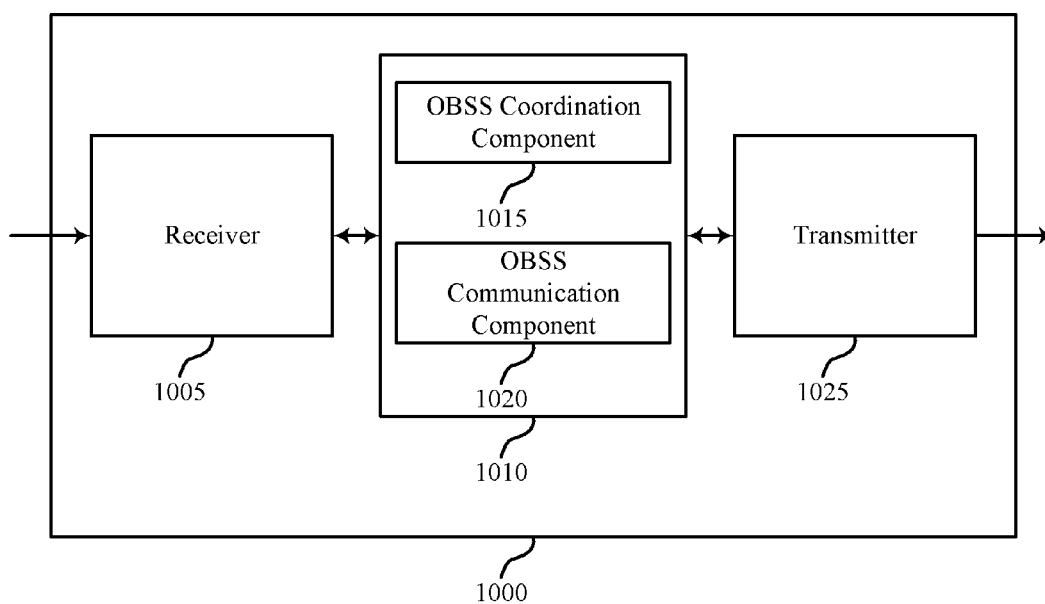 OBSS Coordination
Component
1015
Receiver
Transmitter
OBSS
Communication
Component
1005
1020
1025
1010
1000